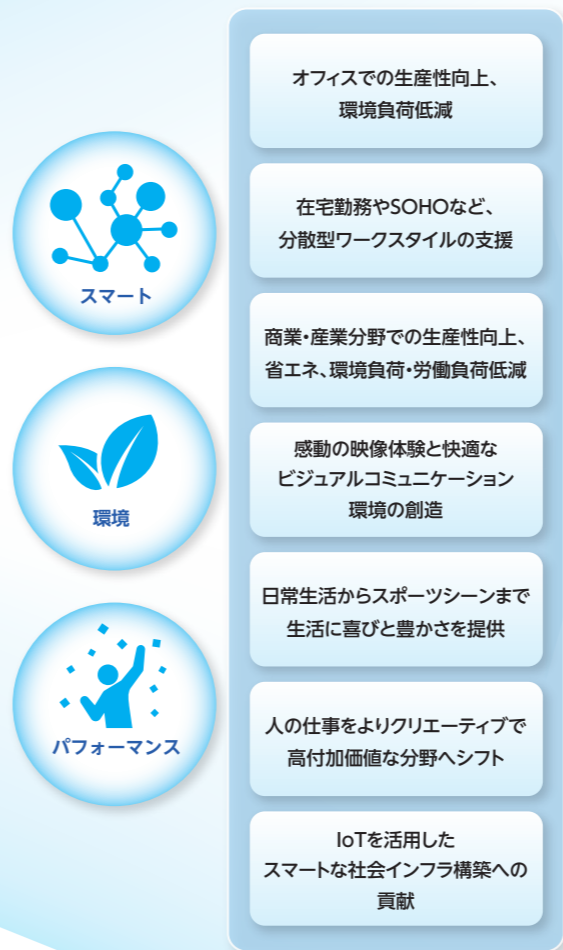 スマート
環境
パフォーマンス
オフィスでの生産性向上、
環境負荷低減
在宅勤務やSOHOなど、
分散型ワークスタイルの支援
商業・産業分野での生産性向上、
省エネ、環境負荷・労働負荷低減
感動の映像体験と快適な
ビジュアルコミュニケーション
環境の創造
日常生活からスポーツシーンまで
生活に喜びと豊かさを提供
人の仕事をよりクリエーティブで
高付加価値な分野へシフト
IoTを活用した
スマートな社会インフラ構築への
貢献